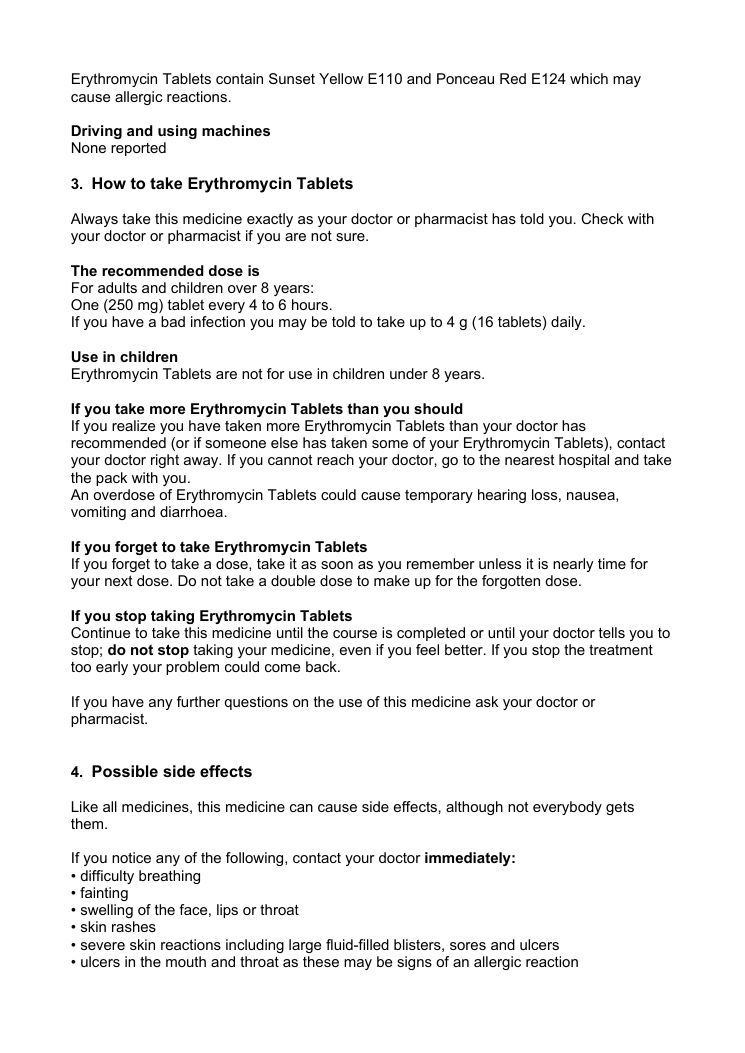 Erythromycin Tablets contain Sunset Yellow E110 and Ponceau Red E124 which may
cause allergic reactions.
Driving and using machines
None reported
3. How to take Erythromycin Tablets
Always take this medicine exactly as your doctor or pharmacist has told you. Check with
your doctor or pharmacist if you are not sure.
The recommended dose is
For adults and children over 8 years:
One (250 mg) tablet every 4 to 6 hours.
If you have a bad infection you may be told to take up to 4 g (16 tablets) daily.
Use in children
Erythromycin Tablets are not for use in children under 8 years.
If you take more Erythromycin Tablets than you should
If you realize you have taken more Erythromycin Tablets than your doctor has
recommended (or if someone else has taken some of your Erythromycin Tablets), contact
your doctor right away. If you cannot reach your doctor, go to the nearest hospital and take
the pack with you.
An overdose of Erythromycin Tablets could cause temporary hearing loss, nausea,
vomiting and diarrhoea.
If you forget to take Erythromycin Tablets
If you forget to take a dose, take it as soon as you remember unless it is nearly time for
your next dose. Do not take a double dose to make up for the forgotten dose.
If you stop taking Erythromycin Tablets
Continue to take this medicine until the course is completed or until your doctor tells you to
stop; do not stop taking your medicine, even if you feel better. If you stop the treatment
too early your problem could come back.
If you have any further questions on the use of this medicine ask your doctor or
pharmacist.
4. Possible side effects
Like all medicines, this medicine can cause side effects, although not everybody gets
them.
If you notice any of the following, contact your doctor immediately:
• difficulty breathing
• fainting
• swelling of the face, lips or throat
• skin rashes
• severe skin reactions including large fluid-filled blisters, sores and ulcers
• ulcers in the mouth and throat as these may be signs of an allergic reaction